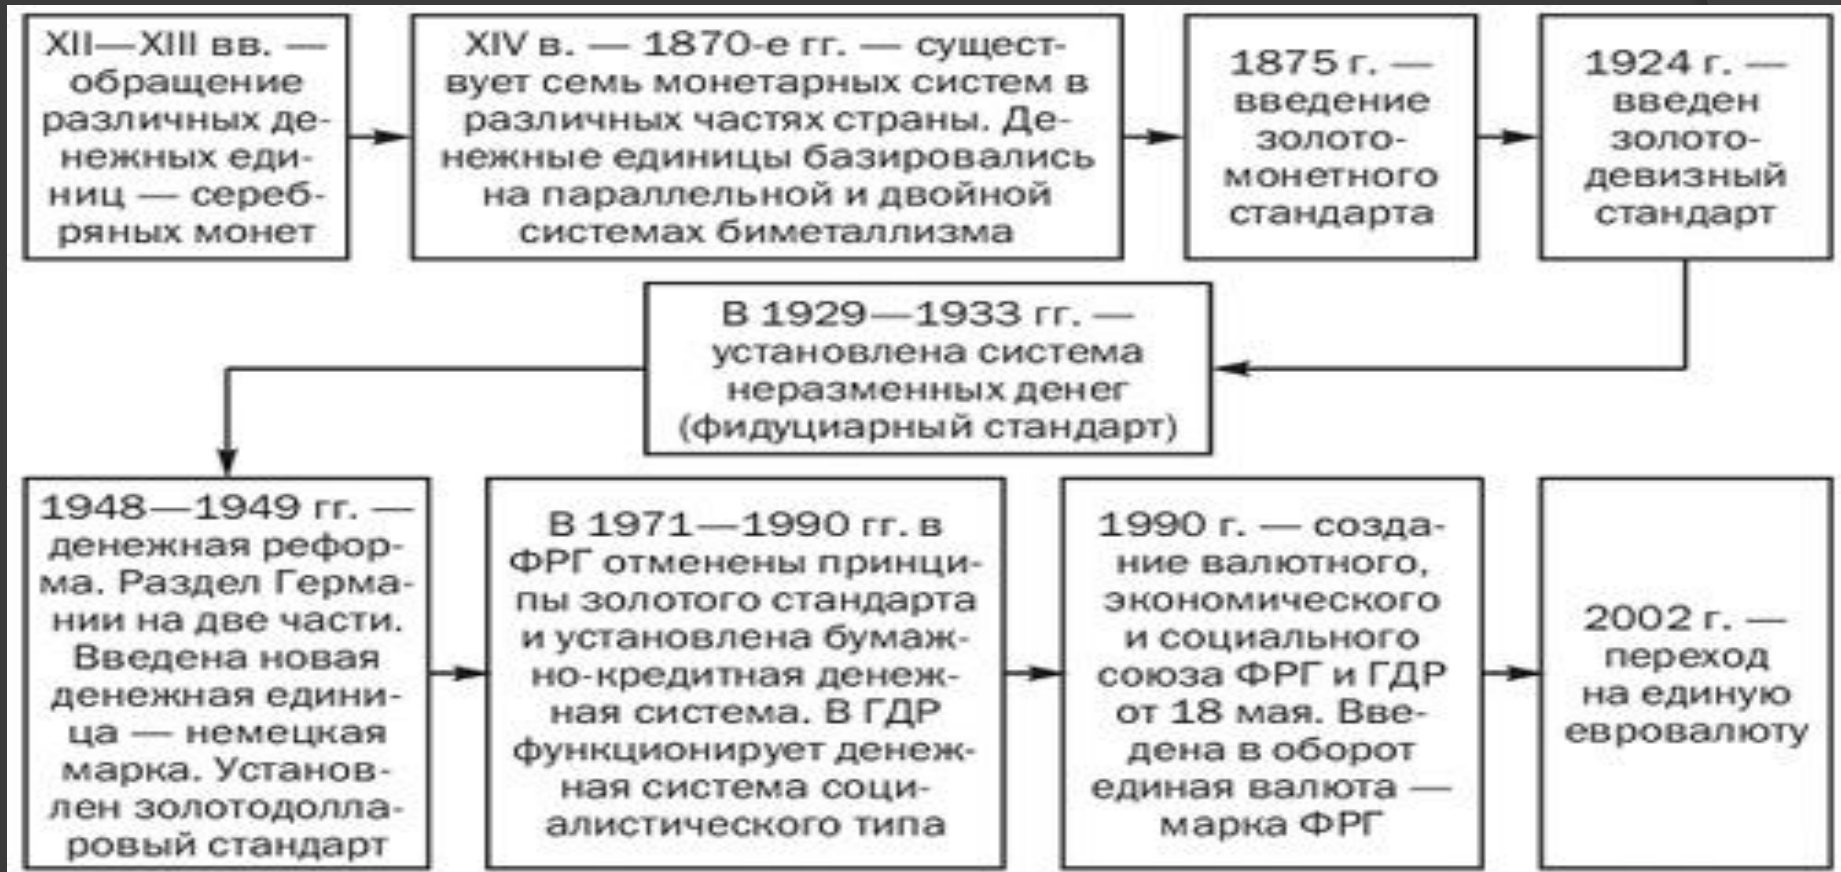 XII—XIII вв. —
обращение
различных де-
нежных еди-
ниц — сереб-
ряных монет
XIV в. — 1870-е гг. — сущест-
вует семь монетарных систем в
различных частях страны. Де-
нежные единицы базировались
на параллельной и двойной
системах биметаллизма
1875 г. —
введение
золото-
монетного
стандарта
1924 г. —
введен
золото-
девизный
стандарт
В 1929—1933 гг. —
установлена система
неразменных денег
(фидуциарный стандарт)
1948—1949 гг. —
денежная рефор-
ма. Раздел Герма-
нии на две части.
Введена новая
денежная едини-
ца — немецкая
марка. Установ-
лен золотодолла-
ровый стандарт
В 1971—1990 гг. в
ФРГ отменены принци-
пы золотого стандарта
и установлена бумаж-
но-кредитная денеж-
ная система. В ГДР
функционирует денеж-
ная система соци-
алистического типа
1990 г. — созда-
ние валютного,
экономического
и социального
союза ФРГ и ГДР
от 18 мая. Вве-
дена в оборот
единая валюта —
марка ФРГ
2002 г. —
переход
на единую
евровалюту